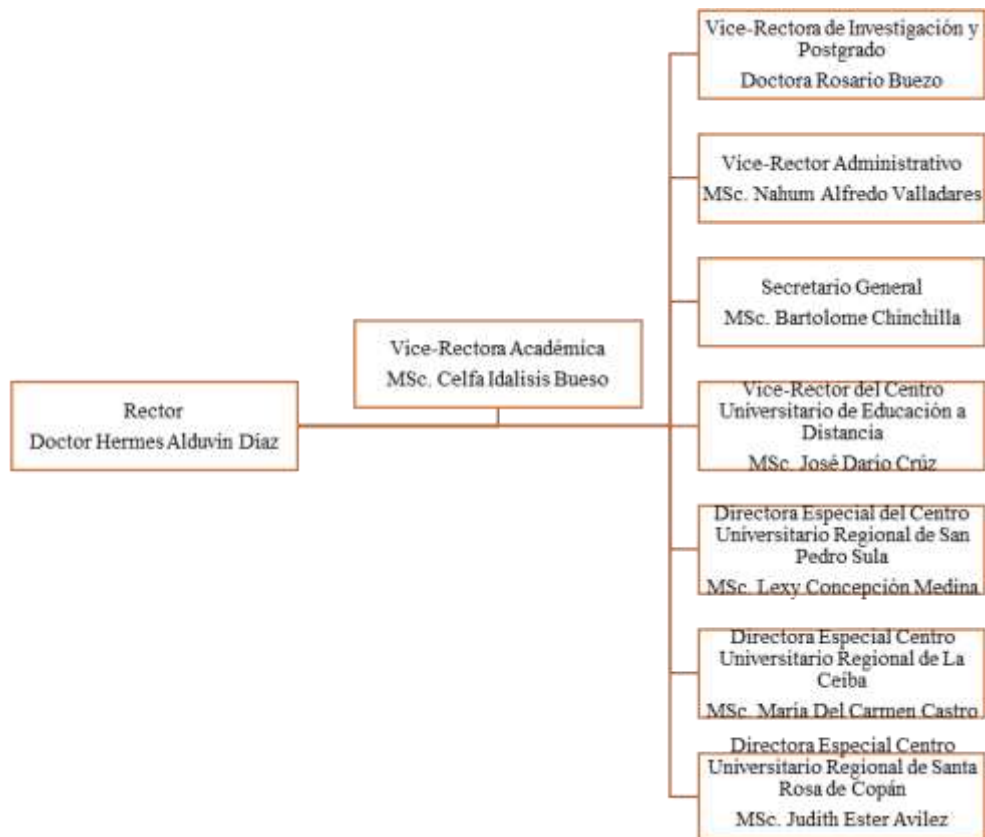 Rector
Doctor Hermes Alduvin Díaz
Vice-Rectora Académica
MSc. Celfa Idalisis Bueso
Vice-Rectora de Investigación y
Postgrado
Doctora Rosario Buezo
Vice-Rector Administrativo
MSc. Nahum Alfredo Valladares
Secretario General
MSc. Bartolome Chinchilla
Vice-Rector del Centro
Universitario de Educación a
Distancia
MSc. José Darío Crúz
Directora Especial del Centro
Universitario Regional de San
Pedro Sula
MSc. Lexy Concepción Medina
Directora Especial Centro
Universitario Regional de La
Ceiba
MSc. María Del Carmen Castro
Directora Especial Centro
Universitario Regional de Santa
Rosa de Copán
MSc. Judith Ester Avilez